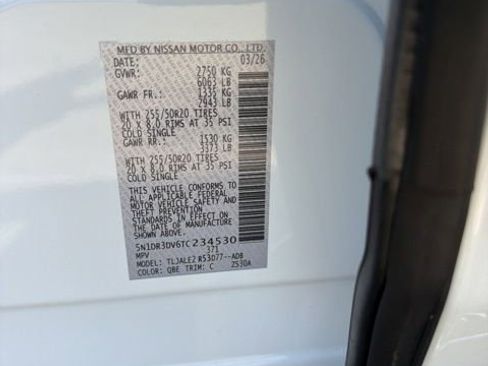 MFD BY NISSAN MOTOR CO., LTD.
DATE: 03/26
GVWR: 2750 KG
6063 LB
GAWR FR.: 1335 KG
2943 LB
WITH 255/50R20 TIRES
20 X 8.0 RIMS AT 35 PSI
COLD SINGLE
GAWR RR.: 1530 KG
3373 LB
WITH 255/50R20 TIRES
20 X 8.0 RIMS AT 35 PSI
COLD SINGLE
THIS VEHICLE CONFORMS TO
ALL APPLICABLE FEDERAL
MOTOR VEHICLE SAFETY AND
THEFT PREVENTION
STANDARDS IN EFFECT ON
THE DATE OF MANUFACTURE
SHOWN ABOVE.
5N1DR3DV6TC234530
MPV 371
MODEL: TLJALE2 R53D77--ADB
COLOR: QBE TRIM: C ZS3DA